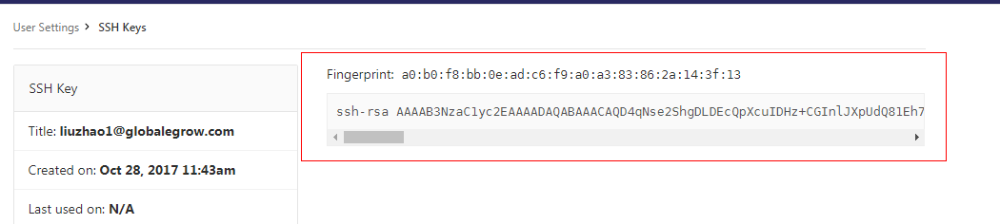 User Settings > SSH Keys
SSH Key
Title: liuzhao1@globalegrow.com
Created on: Oct 28, 2017 11:43am
Last used on: N/A
Fingerprint: a0:b0:f8:bb:0e:ad:c6:f9:a0:a3:83:86:2a:14:3f:13
ssh-rsa AAAAB3NzaC1yc2EAAAADAQABAAACAQD4qNse2ShgDLDEcQpXcuIDHz+CGInlJXpUdQ81Eh7